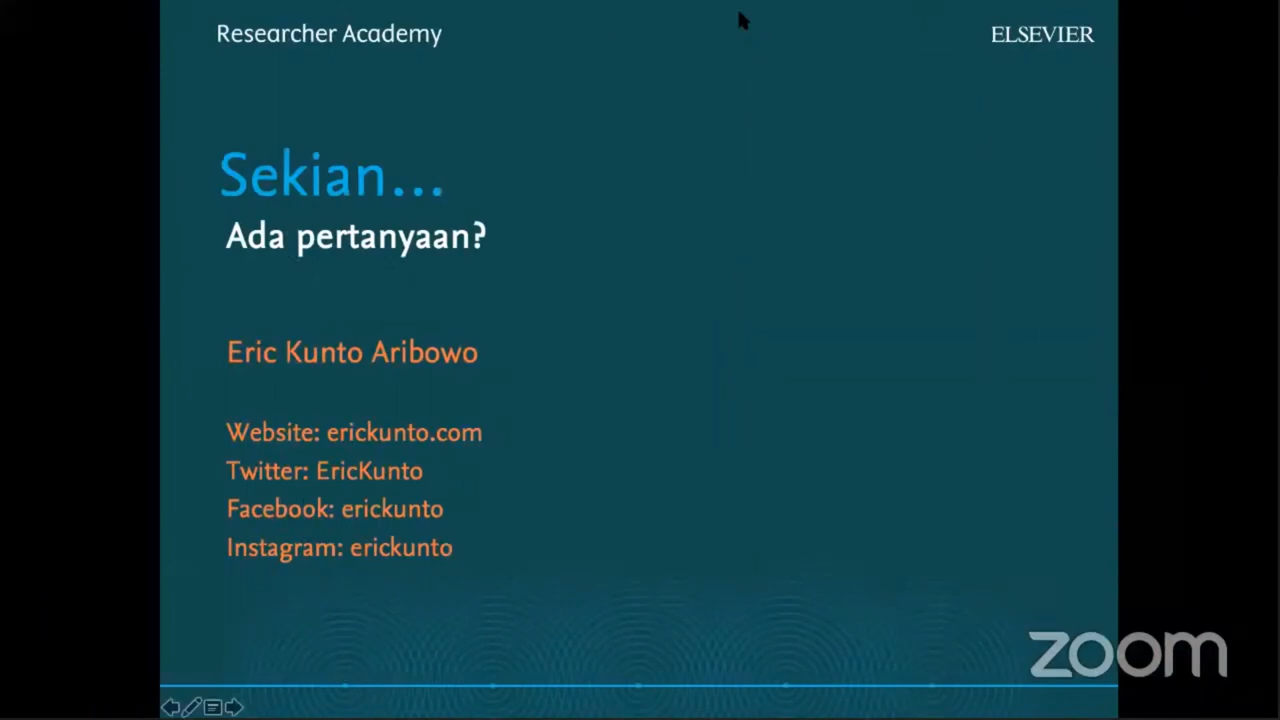 Researcher Academy
ELSEVIER
Sekian...
Ada pertanyaan?
Eric Kunto Aribowo
Website: erickunto.com
Twitter: EricKunto
Facebook: erickunto
Instagram: erickunto
zoom